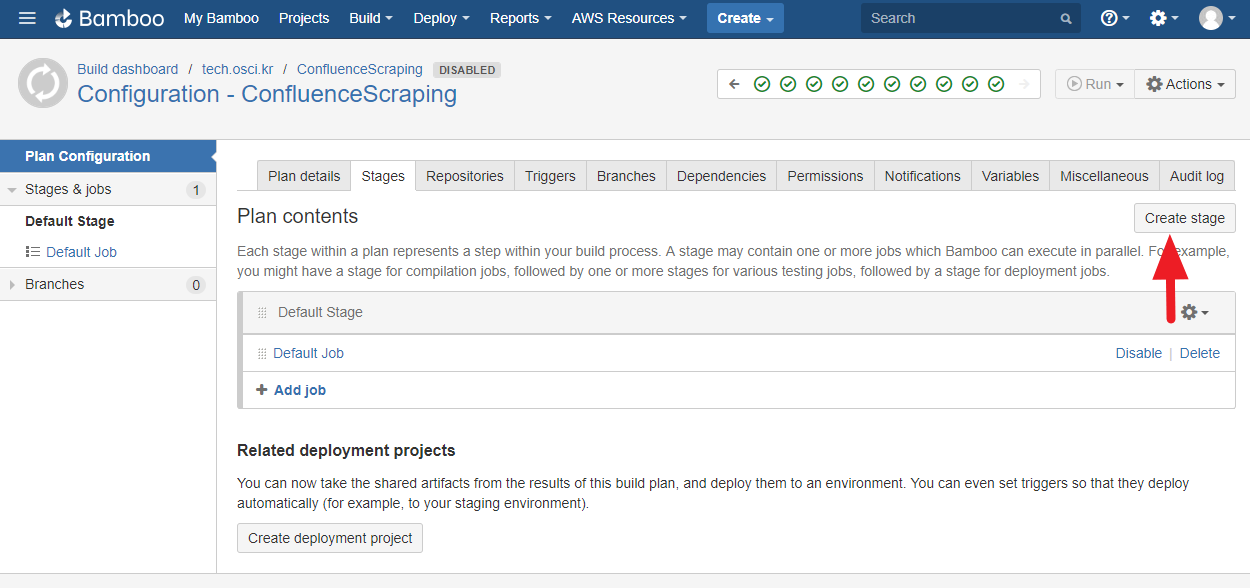 Bamboo My Bamboo Projects Build Deploy Reports AWS Resources Create Search
Build dashboard / tech.osci.kr / ConfluenceScraping DISABLED
Configuration - ConfluenceScraping
Run Actions
Plan Configuration
Stages & jobs 1
Default Stage
Default Job
Branches 0
Plan details Stages Repositories Triggers Branches Dependencies Permissions Notifications Variables Miscellaneous Audit log
Plan contents
Create stage
Each stage within a plan represents a step within your build process. A stage may contain one or more jobs which Bamboo can execute in parallel. For example,
you might have a stage for compilation jobs, followed by one or more stages for various testing jobs, followed by a stage for deployment jobs.
Default Stage
Default Job Disable | Delete
Add job
Related deployment projects
You can now take the shared artifacts from the results of this build plan, and deploy them to an environment. You can even set triggers so that they deploy
automatically (for example, to your staging environment).
Create deployment project